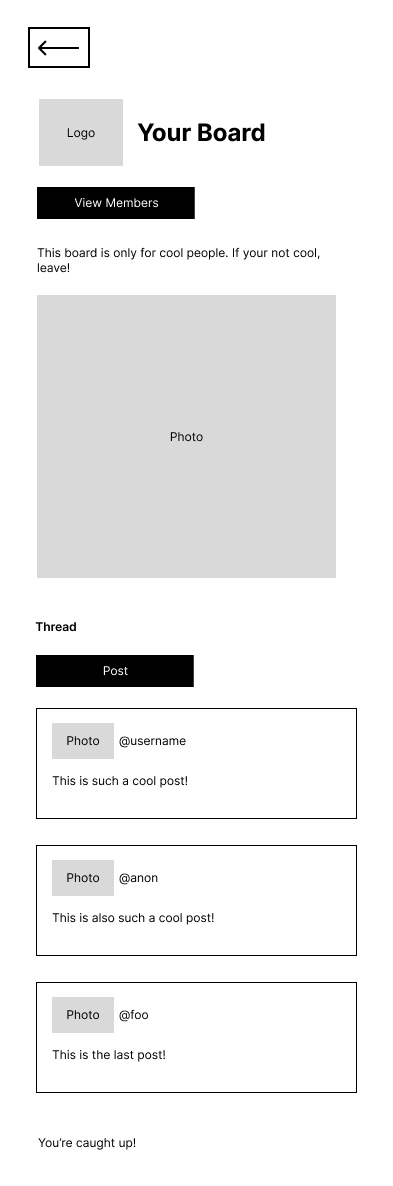 Logo
Your Board
View Members
This board is only for cool people. If your not cool,
leave!
Photo
Thread
Post
Photo @username
This is such a cool post!
Photo @anon
This is also such a cool post!
Photo @foo
This is the last post!
You’re caught up!